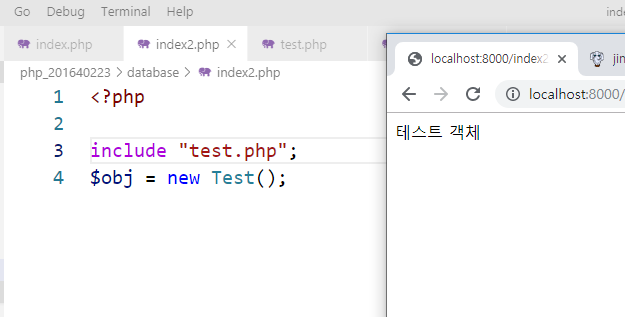 Go Debug Terminal Help inde
index.php index2.php test.php
php_201640223 database index2.php
1 <?php
2
3 include "test.php";
4 $obj = new Test();
localhost:8000/index2 jin
localhost:8000/
테스트 객체